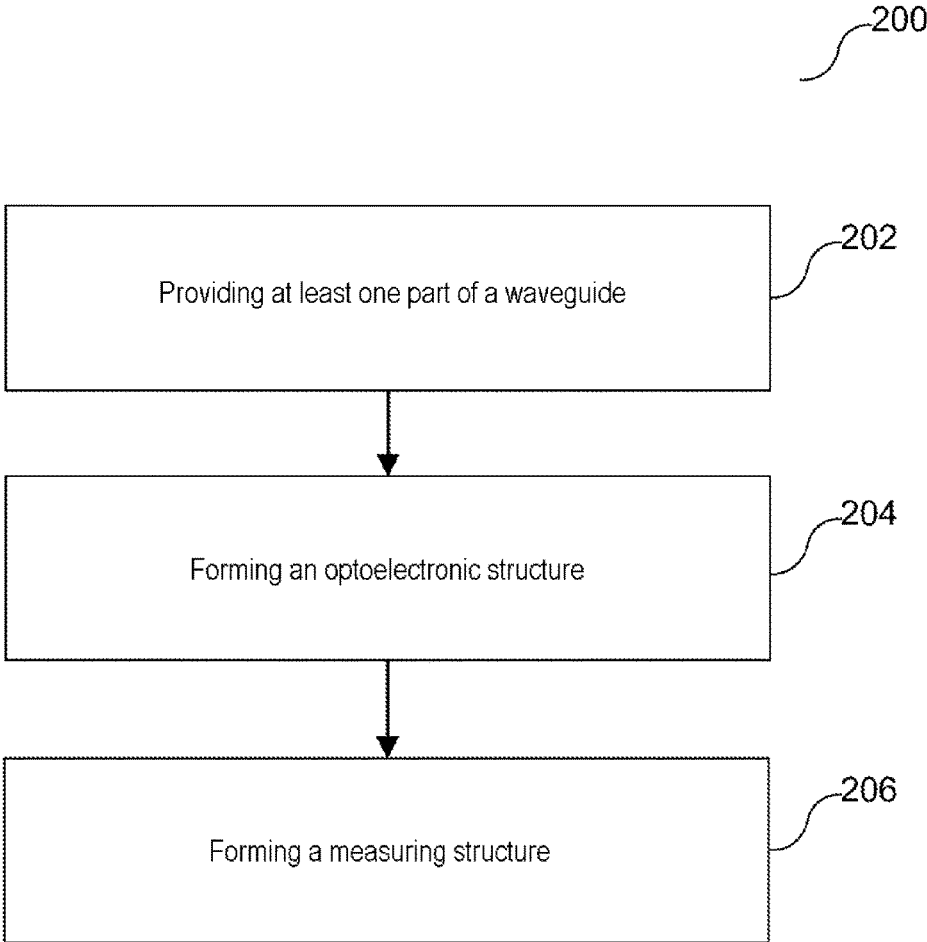 200
202
Providing at least one part of a waveguide
204
Forming an optoelectronic structure
206
Forming a measuring structure